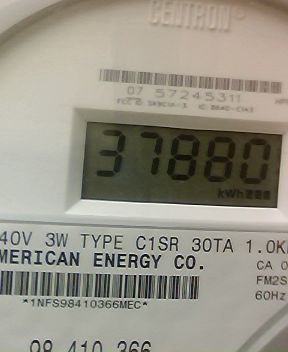 CENTRON®
07 57245311
37880
kWh
40V 3W TYPE C1SR 30TA 1.0K
MERICAN ENERGY CO.
CA 0
FM2S
60Hz
*1NFS98410366MEC*
98 410 366